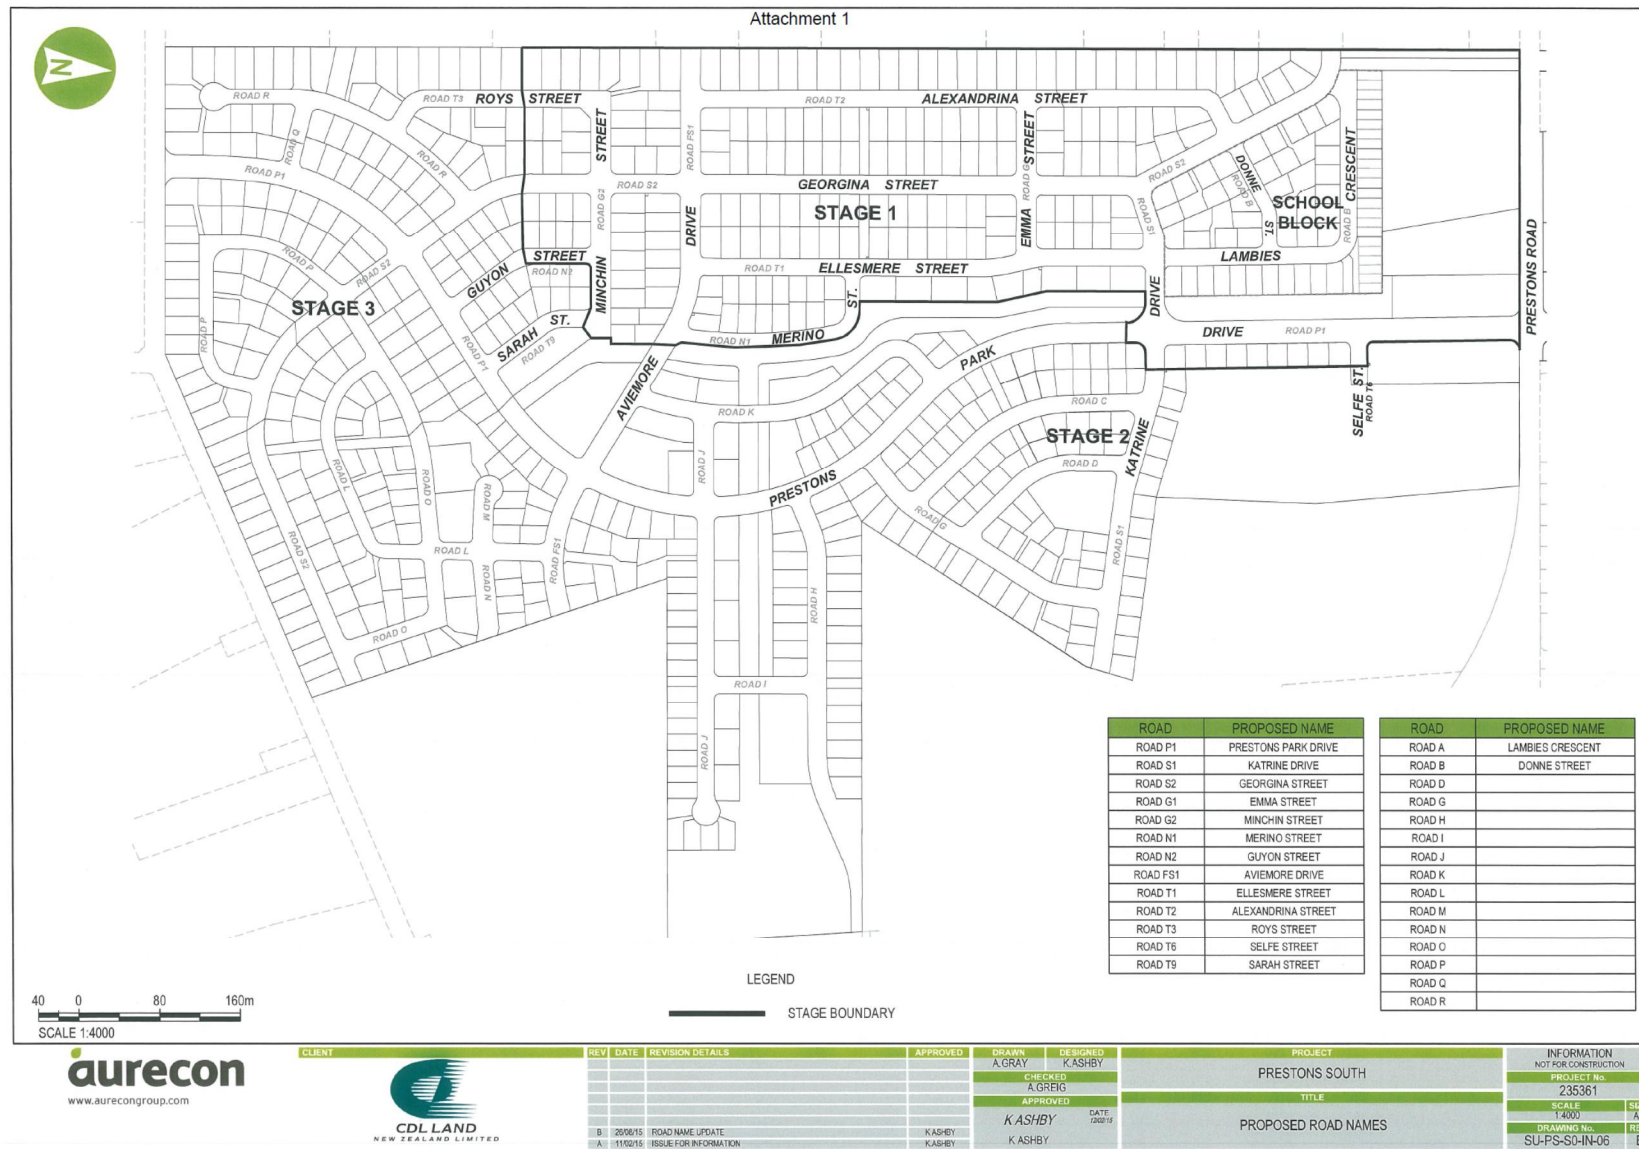 Attachment 1
N
ROAD R
ROAD T3
ROYS STREET
ROAD T2
ALEXANDRINA STREET
ROAD Q
STREET
ROAD FS1
STREET
CRESCENT
ROAD R
ROAD P1
ROAD S2
DONNE
ROAD G2
ROAD S2
GEORGINA STREET
ROAD G
ROAD B
SCHOOL
BLOCK
STAGE 1
DRIVE
EMMA
ROAD S1
ST.
ROAD B
PRESTONS ROAD
ROAD P
ROAD S2
STREET
ROAD N2
GUYON
MINCHIN
ROAD T1
ELLESMERE STREET
LAMBIES
STAGE 3
ST.
DRIVE
ST.
SARAH
ROAD T9
ROAD N1
MERINO
DRIVE
ROAD P1
ROAD P
ROAD P1
AVIEMORE
PARK
SELFE ST.
ROAD T6
ROAD K
ROAD C
STAGE 2
KATRINE
ROAD L
ROAD O
ROAD M
ROAD J
PRESTONS
ROAD D
ROAD G
ROAD S2
ROAD L
ROAD FS1
ROAD S1
ROAD N
ROAD H
ROAD O
ROAD I
ROAD J
ROAD PROPOSED NAME
ROAD P1 PRESTONS PARK DRIVE
ROAD S1 KATRINE DRIVE
ROAD S2 GEORGINA STREET
ROAD G1 EMMA STREET
ROAD G2 MINCHIN STREET
ROAD N1 MERINO STREET
ROAD N2 GUYON STREET
ROAD FS1 AVIEMORE DRIVE
ROAD T1 ELLESMERE STREET
ROAD T2 ALEXANDRINA STREET
ROAD T3 ROYS STREET
ROAD T6 SELFE STREET
ROAD T9 SARAH STREET
ROAD PROPOSED NAME
ROAD A LAMBIES CRESCENT
ROAD B DONNE STREET
ROAD D
ROAD G
ROAD H
ROAD I
ROAD J
ROAD K
ROAD L
ROAD M
ROAD N
ROAD O
ROAD P
ROAD Q
ROAD R
LEGEND
STAGE BOUNDARY
40 0 80 160m
SCALE 1:4000
aurecon
www.aurecongroup.com
CLIENT
CDL LAND
NEW ZEALAND LIMITED
REV DATE REVISION DETAILS APPROVED
B 26/08/15 ROAD NAME UPDATE K ASHBY
A 11/02/15 ISSUE FOR INFORMATION K.ASHBY
DRAWN DESIGNED
A.GRAY K.ASHBY
CHECKED
A.GREIG
APPROVED
K ASHBY DATE
K ASHBY
PROJECT
PRESTONS SOUTH
TITLE
PROPOSED ROAD NAMES
INFORMATION
NOT FOR CONSTRUCTION
PROJECT No.
235361
SCALE
1:4000
DRAWING No.
SU-PS-S0-IN-06